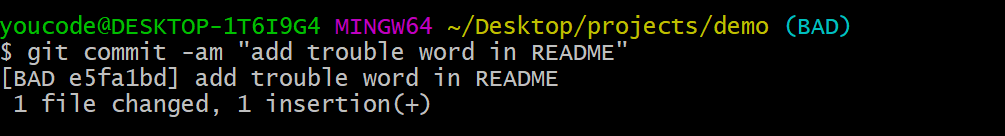 youcode@DESKTOP-1T6I9G4 MINGW64 ~/Desktop/projects/demo (BAD)
$ git commit -am "add trouble word in README"
[BAD e5fa1bd] add trouble word in README
 1 file changed, 1 insertion(+)